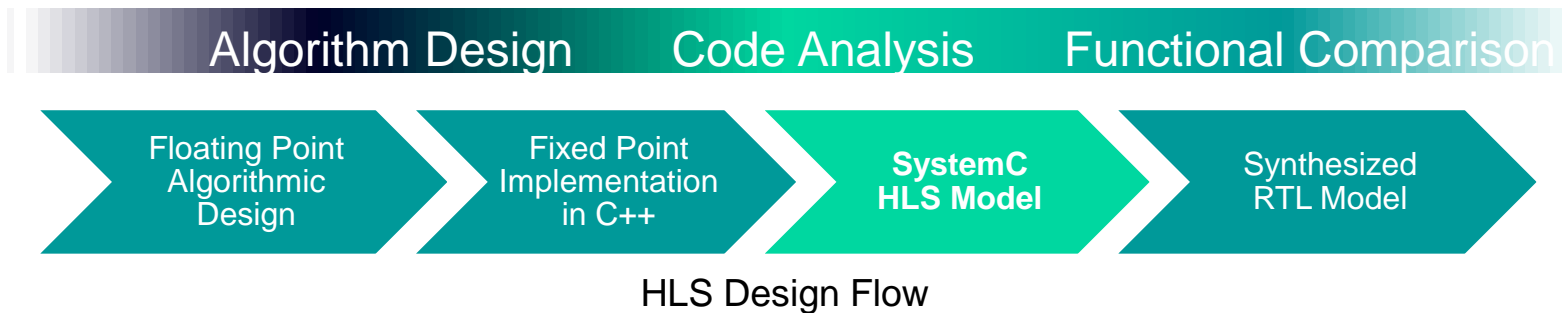 Algorithm Design Code Analysis Functional Comparison
Floating Point
Algorithmic
Design
Fixed Point
Implementation
in C++
SystemC
HLS Model
Synthesized
RTL Model
HLS Design Flow